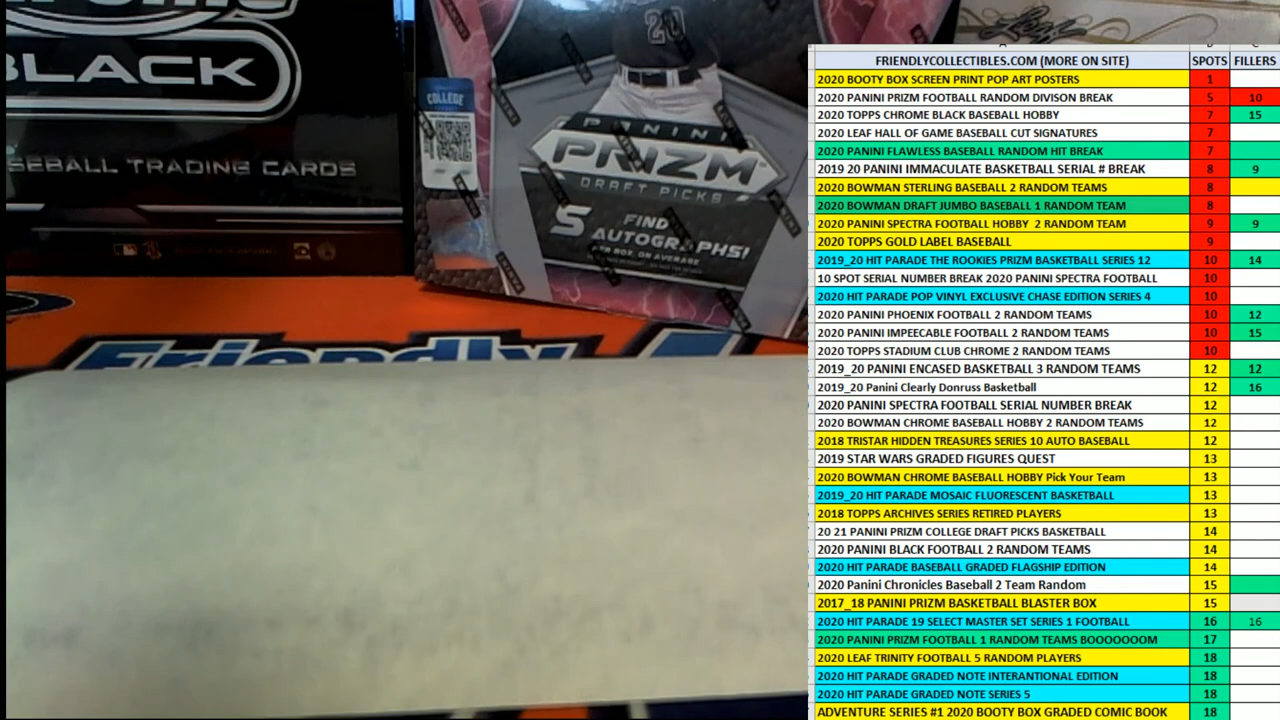 BLACK
SEBALL TRADING CARDS
20
COLLEGE
PANINI
PRIZM
DRAFT PICKS
5 FIND
AUTOGRAPHS!
PER BOX, ON AVERAGE
Friendly
Leaf
FRIENDLYCOLLECTIBLES.COM (MORE ON SITE) SPOTS FILLERS
2020 BOOTY BOX SCREEN PRINT POP ART POSTERS 1
2020 PANINI PRIZM FOOTBALL RANDOM DIVISON BREAK 5 10
2020 TOPPS CHROME BLACK BASEBALL HOBBY 7 15
2020 LEAF HALL OF GAME BASEBALL CUT SIGNATURES 7
2020 PANINI FLAWLESS BASEBALL RANDOM HIT BREAK 7
2019 20 PANINI IMMACULATE BASKETBALL SERIAL # BREAK 8 9
2020 BOWMAN STERLING BASEBALL 2 RANDOM TEAMS 8
2020 BOWMAN DRAFT JUMBO BASEBALL 1 RANDOM TEAM 8
2020 PANINI SPECTRA FOOTBALL HOBBY 2 RANDOM TEAM 9 9
2020 TOPPS GOLD LABEL BASEBALL 9
2019_20 HIT PARADE THE ROOKIES PRIZM BASKETBALL SERIES 12 10 14
10 SPOT SERIAL NUMBER BREAK 2020 PANINI SPECTRA FOOTBALL 10
2020 HIT PARADE POP VINYL EXCLUSIVE CHASE EDITION SERIES 4 10
2020 PANINI PHOENIX FOOTBALL 2 RANDOM TEAMS 10 12
2020 PANINI IMPEECABLE FOOTBALL 2 RANDOM TEAMS 10 15
2020 TOPPS STADIUM CLUB CHROME 2 RANDOM TEAMS 10
2019_20 PANINI ENCASED BASKETBALL 3 RANDOM TEAMS 12 12
2019_20 Panini Clearly Donruss Basketball 12 16
2020 PANINI SPECTRA FOOTBALL SERIAL NUMBER BREAK 12
2020 BOWMAN CHROME BASEBALL HOBBY 2 RANDOM TEAMS 12
2018 TRISTAR HIDDEN TREASURES SERIES 10 AUTO BASEBALL 12
2019 STAR WARS GRADED FIGURES QUEST 13
2020 BOWMAN CHROME BASEBALL HOBBY Pick Your Team 13
2019_20 HIT PARADE MOSAIC FLUORESCENT BASKETBALL 13
2018 TOPPS ARCHIVES SERIES RETIRED PLAYERS 13
20 21 PANINI PRIZM COLLEGE DRAFT PICKS BASKETBALL 14
2020 PANINI BLACK FOOTBALL 2 RANDOM TEAMS 14
2020 HIT PARADE BASEBALL GRADED FLAGSHIP EDITION 14
2020 Panini Chronicles Baseball 2 Team Random 15
2017_18 PANINI PRIZM BASKETBALL BLASTER BOX 15
2020 HIT PARADE 19 SELECT MASTER SET SERIES 1 FOOTBALL 16 16
2020 PANINI PRIZM FOOTBALL 1 RANDOM TEAMS BOOOOOOOM 17
2020 LEAF TRINITY FOOTBALL 5 RANDOM PLAYERS 18
2020 HIT PARADE GRADED NOTE INTERANTIONAL EDITION 18
2020 HIT PARADE GRADED NOTE SERIES 5 18
ADVENTURE SERIES #1 2020 BOOTY BOX GRADED COMIC BOOK 18